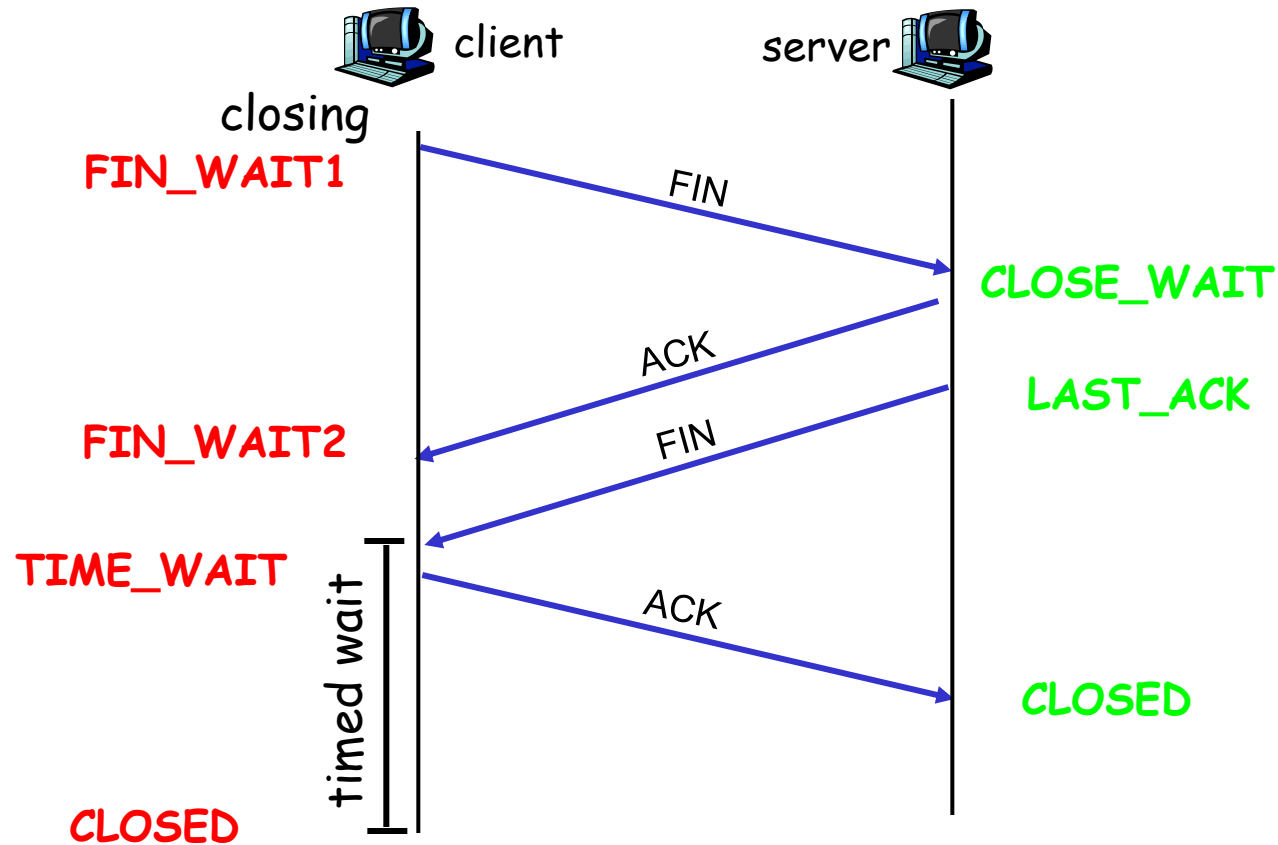 client
server
closing
FIN_WAIT1
FIN
CLOSE_WAIT
ACK
LAST_ACK
FIN_WAIT2
FIN
TIME_WAIT
timed wait
ACK
CLOSED
CLOSED